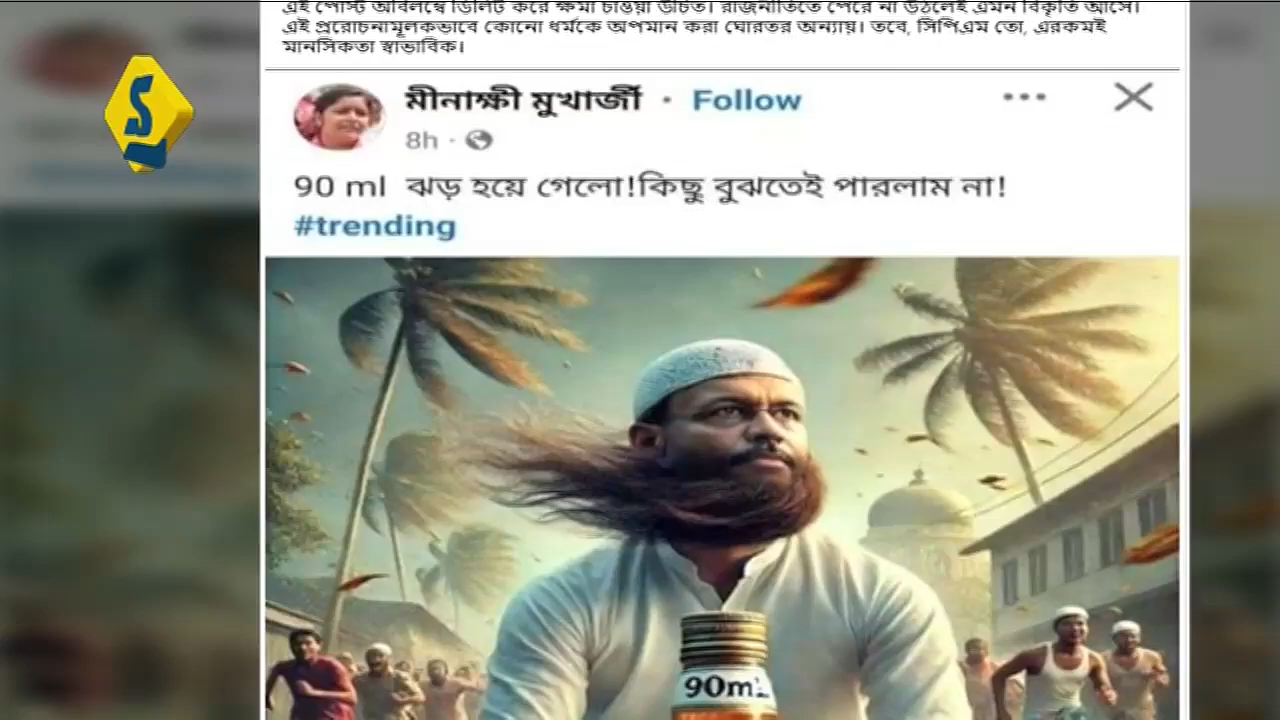 এই পোস্ট অবিলম্বে ডিলিট করে ক্ষমা চাওয়া উচিত। রাজনীতিতে পেরে না উঠলেই এমন বিকৃতি আসে।
এই প্ররোচনামূলকভাবে কোনো ধর্মকে অপমান করা ঘোরতর অন্যায়। তবে, সিপিএম তো, এরকমই
মানসিকতা স্বাভাবিক।
মীনাক্ষী মুখার্জী · Follow
8h ·
90 ml ঝড় হয়ে গেলো!কিছু বুঝতেই পারলাম না!
#trending
90mL
S